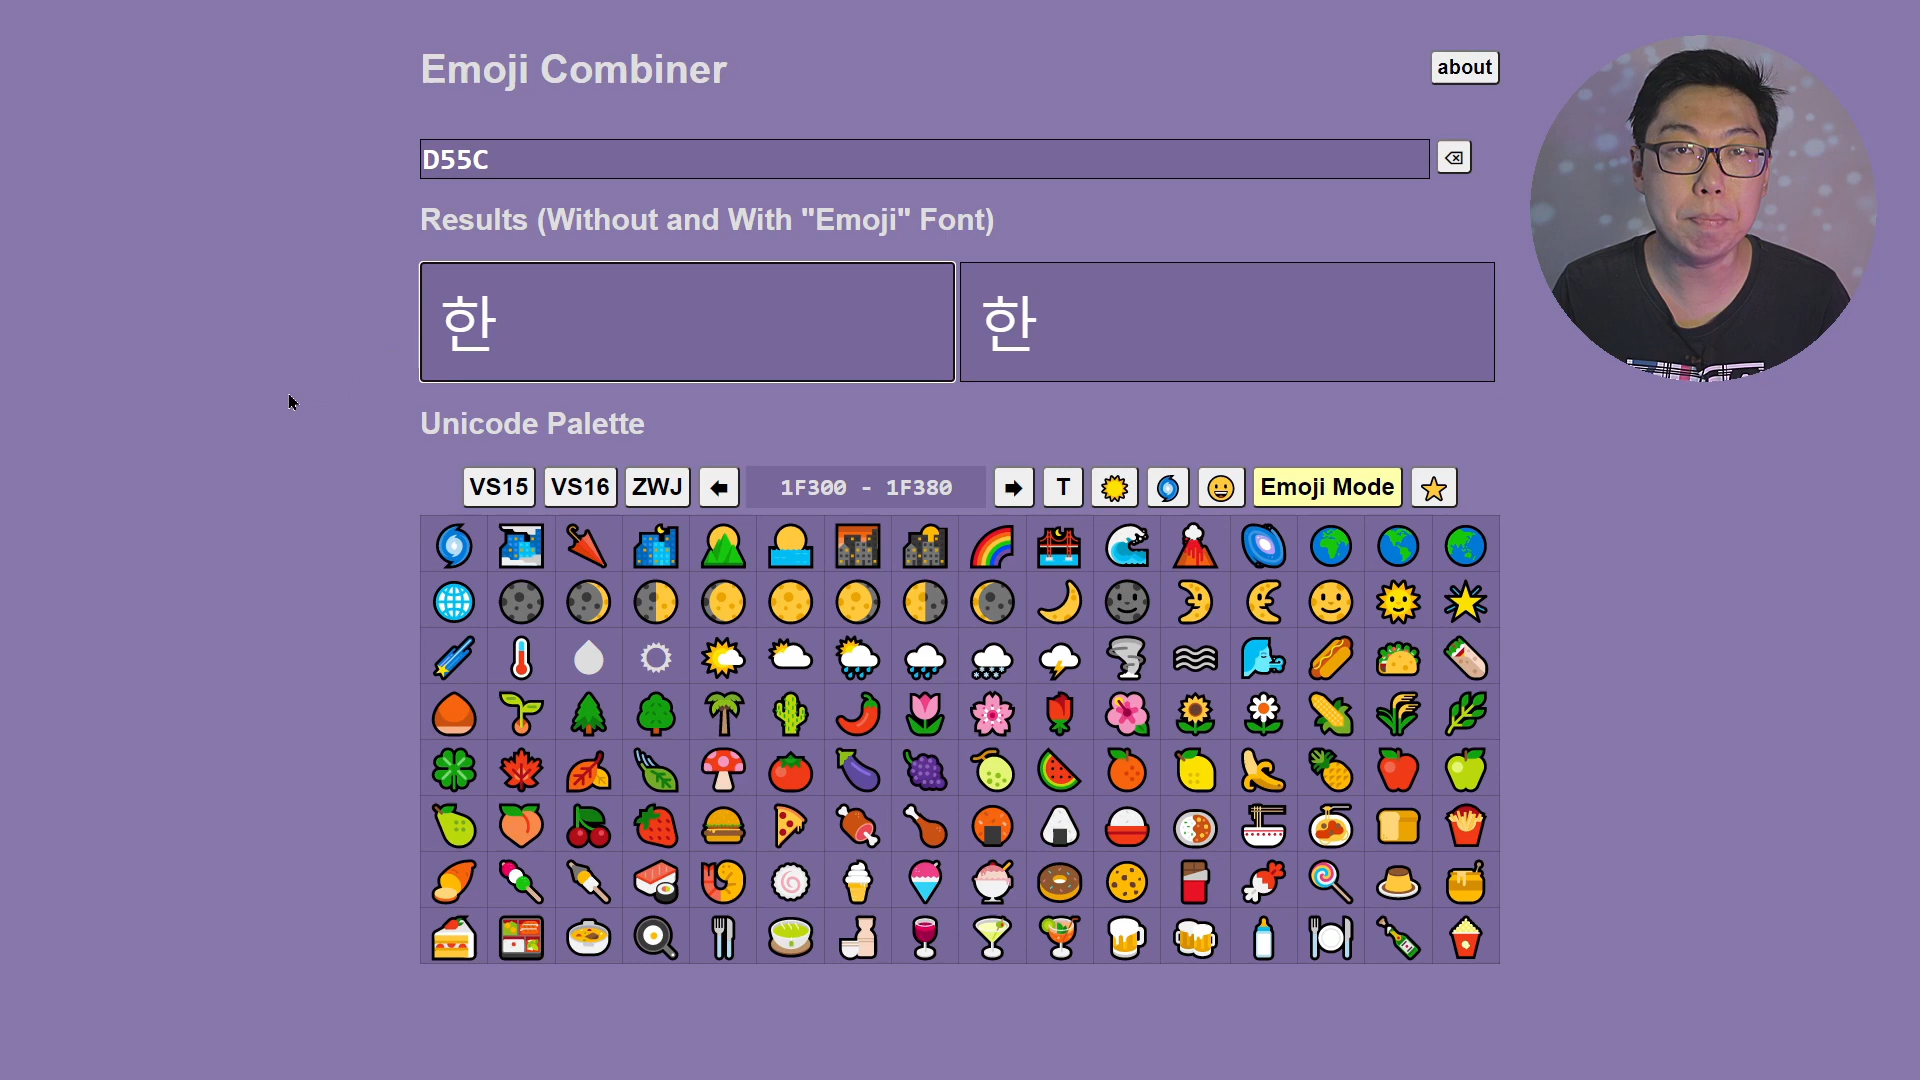 Emoji Combiner
about
D55C
Results (Without and With "Emoji" Font)
한 한
Unicode Palette
VS15 VS16 ZWJ 1F300 - 1F380 T Emoji Mode